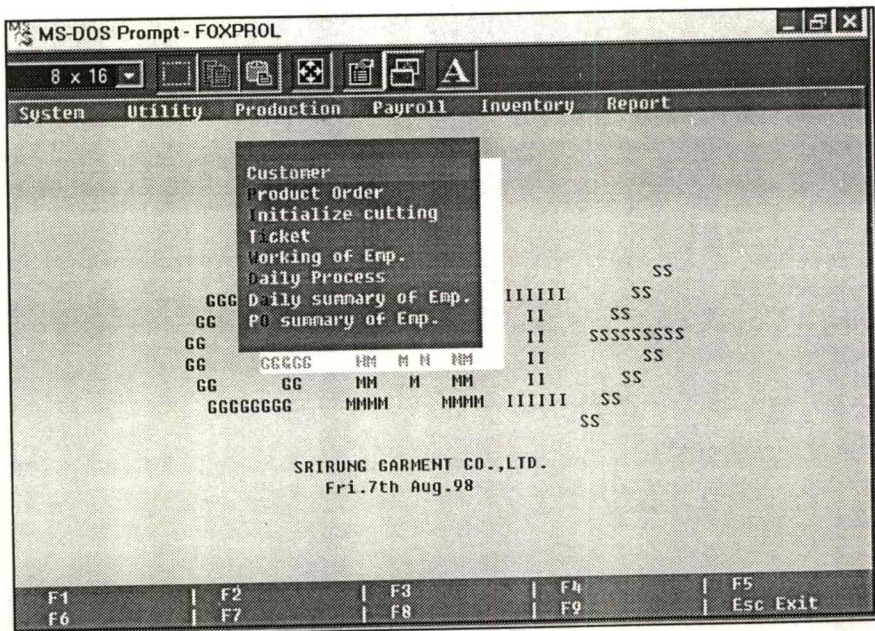 MS-DOS Prompt - FOXPROL
8 x 16
A
System Utility Production Payroll Inventory Report
Customer
Product Order
Initialize cutting
Ticket
Working of Emp.
Daily Process
Daily summary of Emp.
PO summary of Emp.
SS
GGG IIIIII SS
GG II SS
GG II SSSSSSSSS
GG GGGGG MM M M MM II SS
GG GG MM M MM II SS
GGGGGGGG MMMM MMMM IIIIII SS
SS
SRIRUNG GARMENT CO.,LTD.
Fri.7th Aug.98
F1 | F2 | F3 | F4 | F5
F6 | F7 | F8 | F9 | Esc Exit